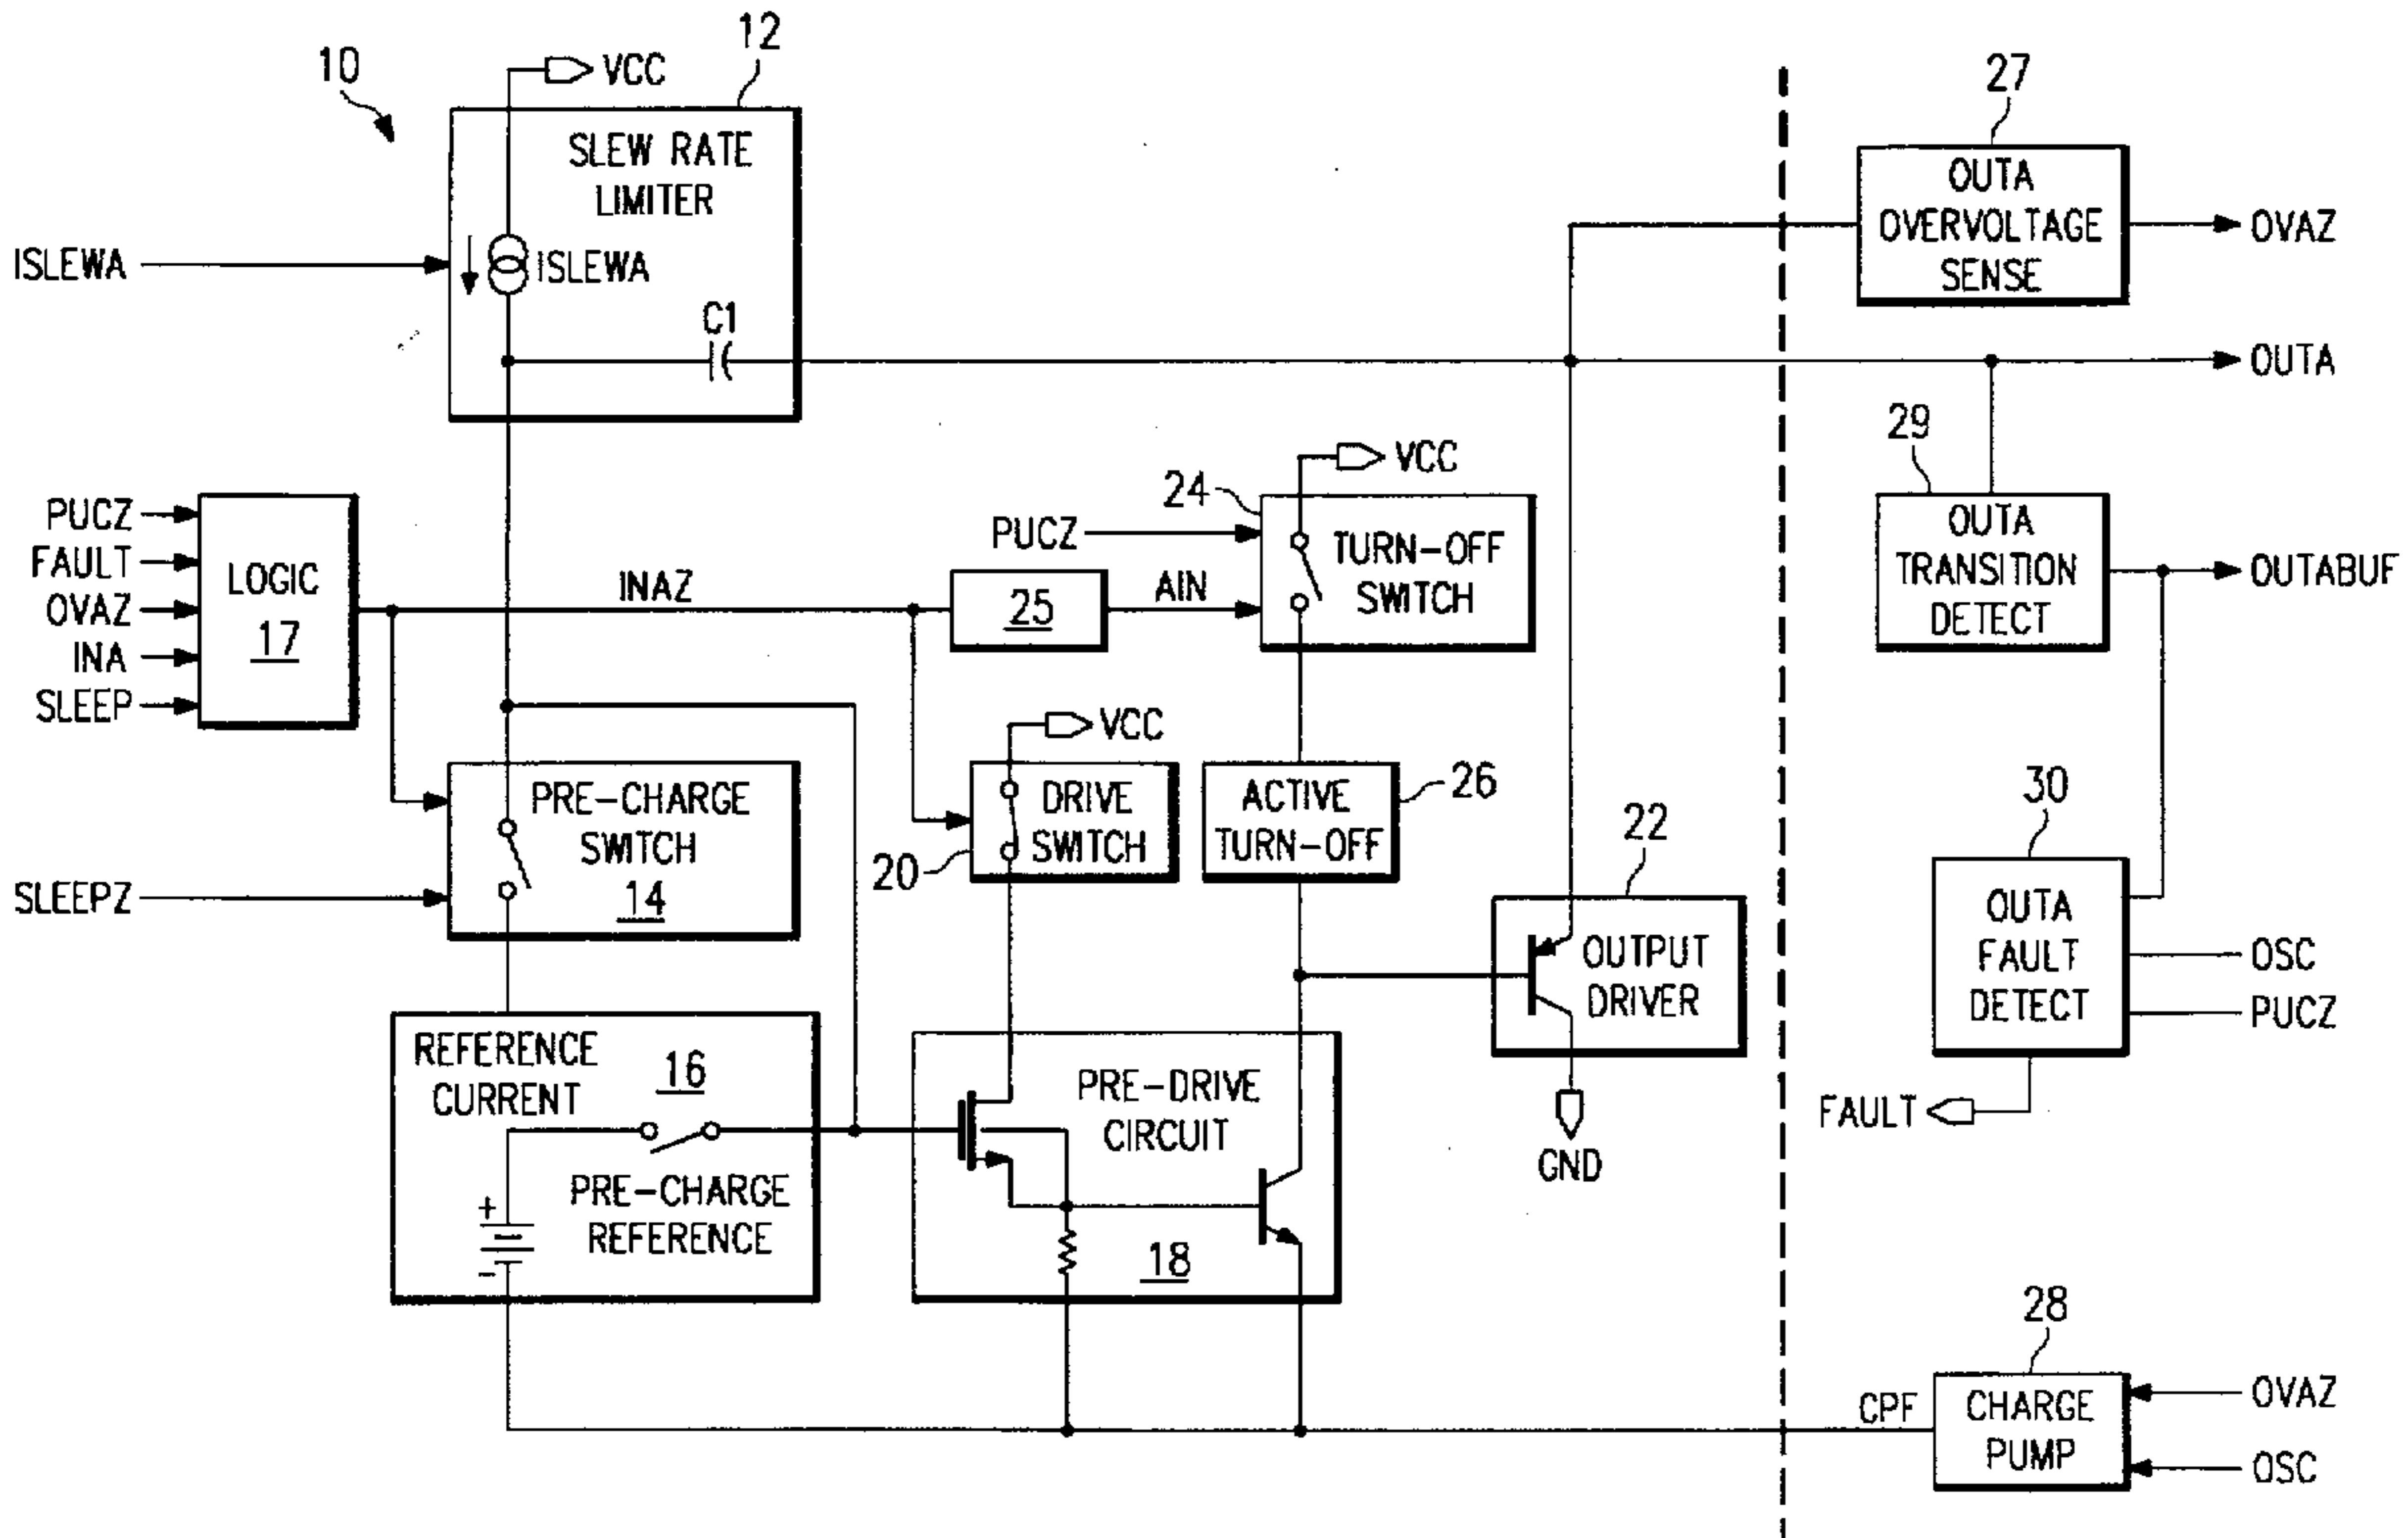 10
12
VCC
SLEW RATE
LIMITER
ISLEWA
ISLEWA
C1
27
OUTA
OVERVOLTAGE
SENSE
OVAZ
OUTA
PUCZ
FAULT
OVAZ
INA
SLEEP
LOGIC
17
INAZ
25
PUCZ
AIN
24
VCC
TURN-OFF
SWITCH
29
OUTA
TRANSITION
DETECT
OUTABUF
SLEEPZ
PRE-CHARGE
SWITCH
14
VCC
DRIVE
SWITCH
20
ACTIVE
TURN-OFF
26
22
OUTPUT
DRIVER
GND
30
OUTA
FAULT
DETECT
OSC
PUCZ
FAULT
REFERENCE
CURRENT
16
PRE-CHARGE
REFERENCE
+
-
PRE-DRIVE
CIRCUIT
18
28
CPF
CHARGE
PUMP
OVAZ
OSC